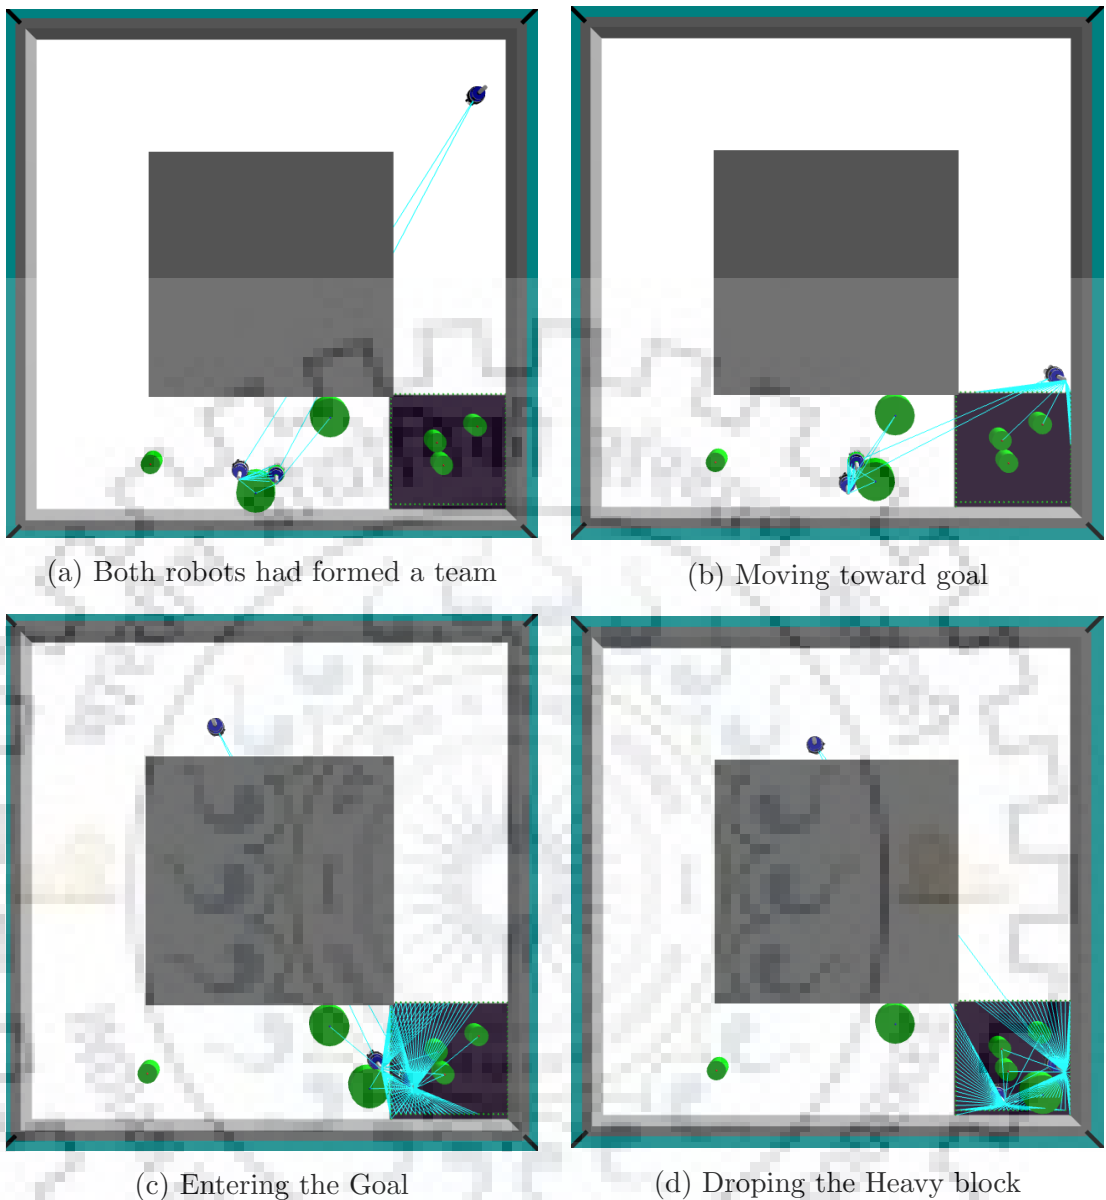 (a) Both robots had formed a team
(b) Moving toward goal
(c) Entering the Goal
(d) Droping the Heavy block